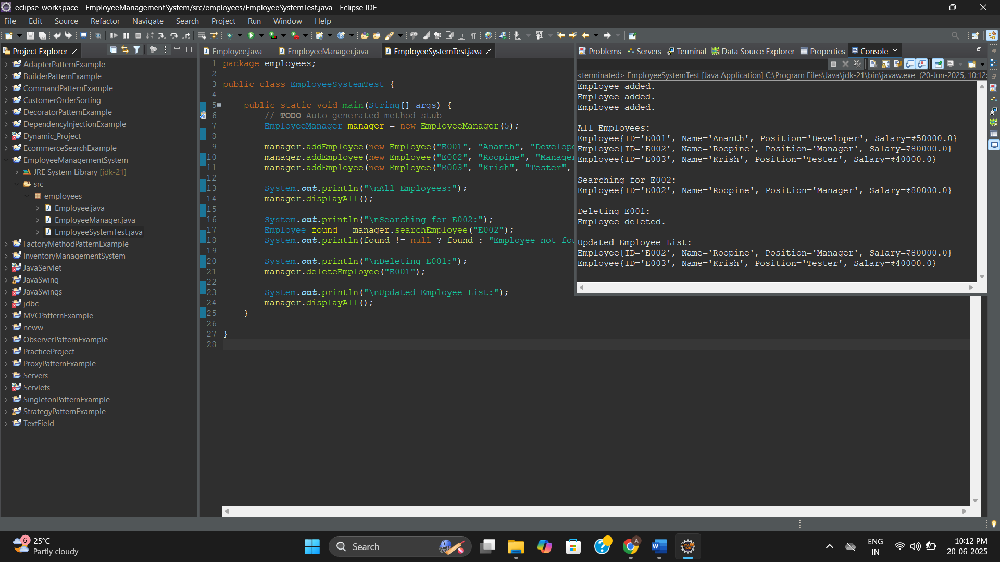 eclipse-workspace - EmployeeManagementSystem/src/employees/EmployeeSystemTest.java - Eclipse IDE
File Edit Source Refactor Navigate Search Project Run Window Help
Project Explorer
AdapterPatternExample
BuilderPatternExample
CommandPatternExample
CustomerOrderSorting
DecoratorPatternExample
DependencyInjectionExample
Dynamic_Project
EcommerceSearchExample
EmployeeManagementSystem
JRE System Library [jdk-21]
src
employees
Employee.java
EmployeeManager.java
EmployeeSystemTest.java
FactoryMethodPatternExample
InventoryManagementSystem
JavaServlet
JavaSwing
JavaSwings
jdbc
MVCPatternExample
neww
ObserverPatternExample
PracticeProject
ProxyPatternExample
Servers
Servlets
SingletonPatternExample
StrategyPatternExample
TextField
Employee.java EmployeeManager.java EmployeeSystemTest.java
1 package employees;
2
3 public class EmployeeSystemTest {
4
5 public static void main(String[] args) {
6 // TODO Auto-generated method stub
7 EmployeeManager manager = new EmployeeManager(5);
8
9 manager.addEmployee(new Employee("E001", "Ananth", "Develope
10 manager.addEmployee(new Employee("E002", "Roopine", "Manager
11 manager.addEmployee(new Employee("E003", "Krish", "Tester",
12
13 System.out.println("\nAll Employees:");
14 manager.displayAll();
15
16 System.out.println("\nSearching for E002:");
17 Employee found = manager.searchEmployee("E002");
18 System.out.println(found != null ? found : "Employee not fou
19
20 System.out.println("\nDeleting E001:");
21 manager.deleteEmployee("E001");
22
23 System.out.println("\nUpdated Employee List:");
24 manager.displayAll();
25 }
26
27 }
28
Problems Servers Terminal Data Source Explorer Properties Console
<terminated> EmployeeSystemTest [Java Application] C:\Program Files\Java\jdk-21\bin\javaw.exe (20-Jun-2025, 10:12:
Employee added.
Employee added.
Employee added.
All Employees:
Employee{ID='E001', Name='Ananth', Position='Developer', Salary=₹50000.0}
Employee{ID='E002', Name='Roopine', Position='Manager', Salary=₹80000.0}
Employee{ID='E003', Name='Krish', Position='Tester', Salary=₹40000.0}
Searching for E002:
Employee{ID='E002', Name='Roopine', Position='Manager', Salary=₹80000.0}
Deleting E001:
Employee deleted.
Updated Employee List:
Employee{ID='E002', Name='Roopine', Position='Manager', Salary=₹80000.0}
Employee{ID='E003', Name='Krish', Position='Tester', Salary=₹40000.0}
6
25°C
Partly cloudy
Search
ENG
IN
10:12 PM
20-06-2025